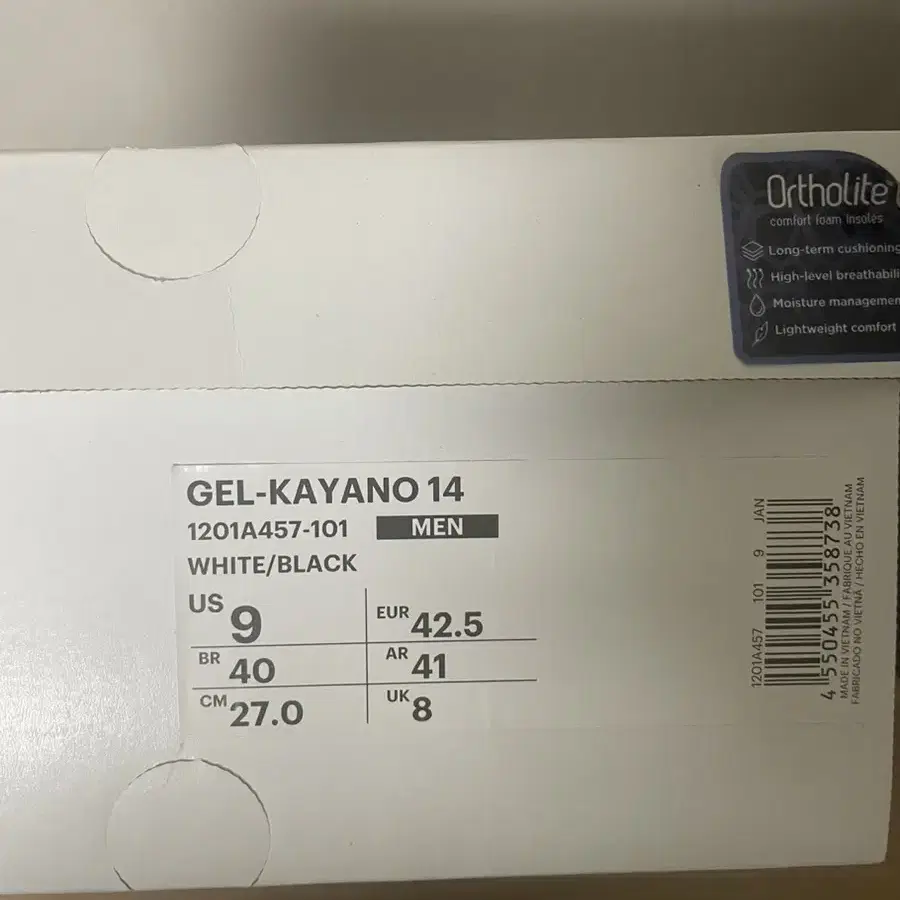 Ortholite
comfort foam insoles
Long-term cushioning
High-level
Moisture
Lightweight comfort
GEL-KAYANO 14
1201A457-101 MEN
WHITE/BLACK
US 9 EUR 42.5
BR 40 AR 41
CM 27.0 UK 8
1201A457 101 9 JAN
4 550455 358738
MADE IN VIETNAM / FABRIQUE AU VIETNAM
FABRICADO NO VIETNÃ / HECHO EN VIETNAM